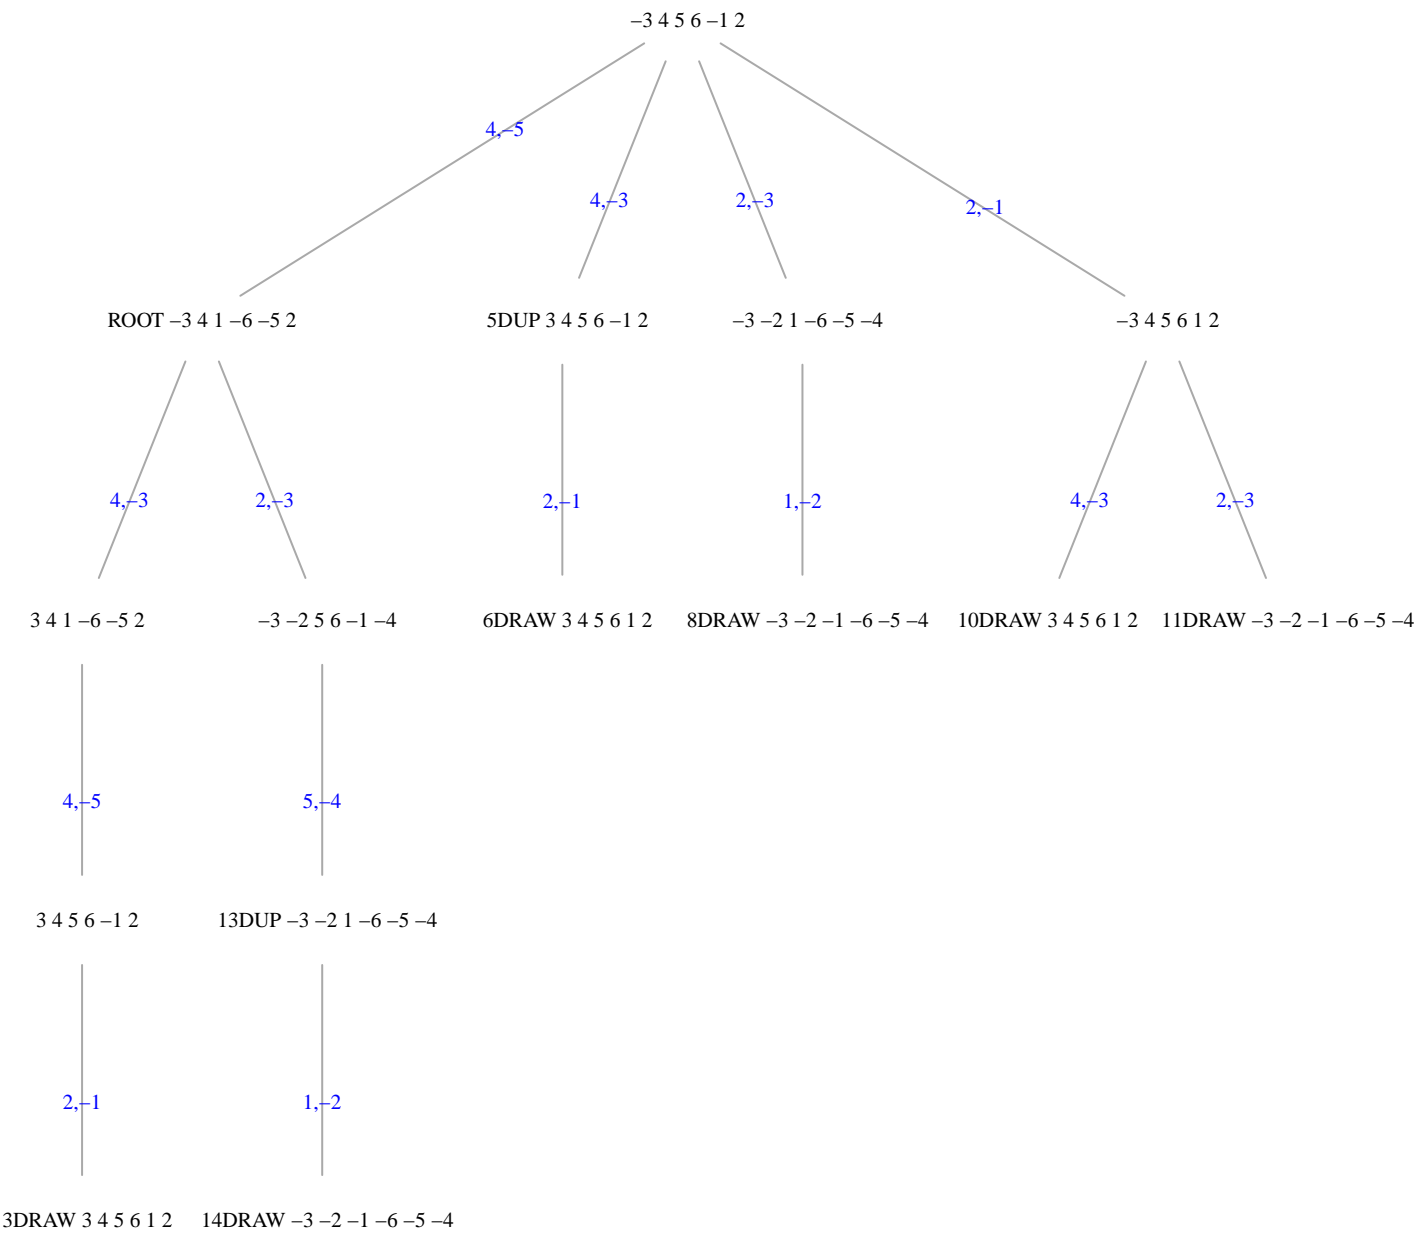 –3 4 5 6 –1 2
4,–5
4,–3
2,–3
2,–1
ROOT –3 4 1 –6 –5 2
5DUP 3 4 5 6 –1 2
–3 –2 1 –6 –5 –4
–3 4 5 6 1 2
4,–3
2,–3
2,–1
1,–2
4,–3
2,–3
3 4 1 –6 –5 2
–3 –2 5 6 –1 –4
6DRAW 3 4 5 6 1 2
8DRAW –3 –2 –1 –6 –5 –4
10DRAW 3 4 5 6 1 2
11DRAW –3 –2 –1 –6 –5 –4
4,–5
5,–4
3 4 5 6 –1 2
13DUP –3 –2 1 –6 –5 –4
2,–1
1,–2
3DRAW 3 4 5 6 1 2
14DRAW –3 –2 –1 –6 –5 –4